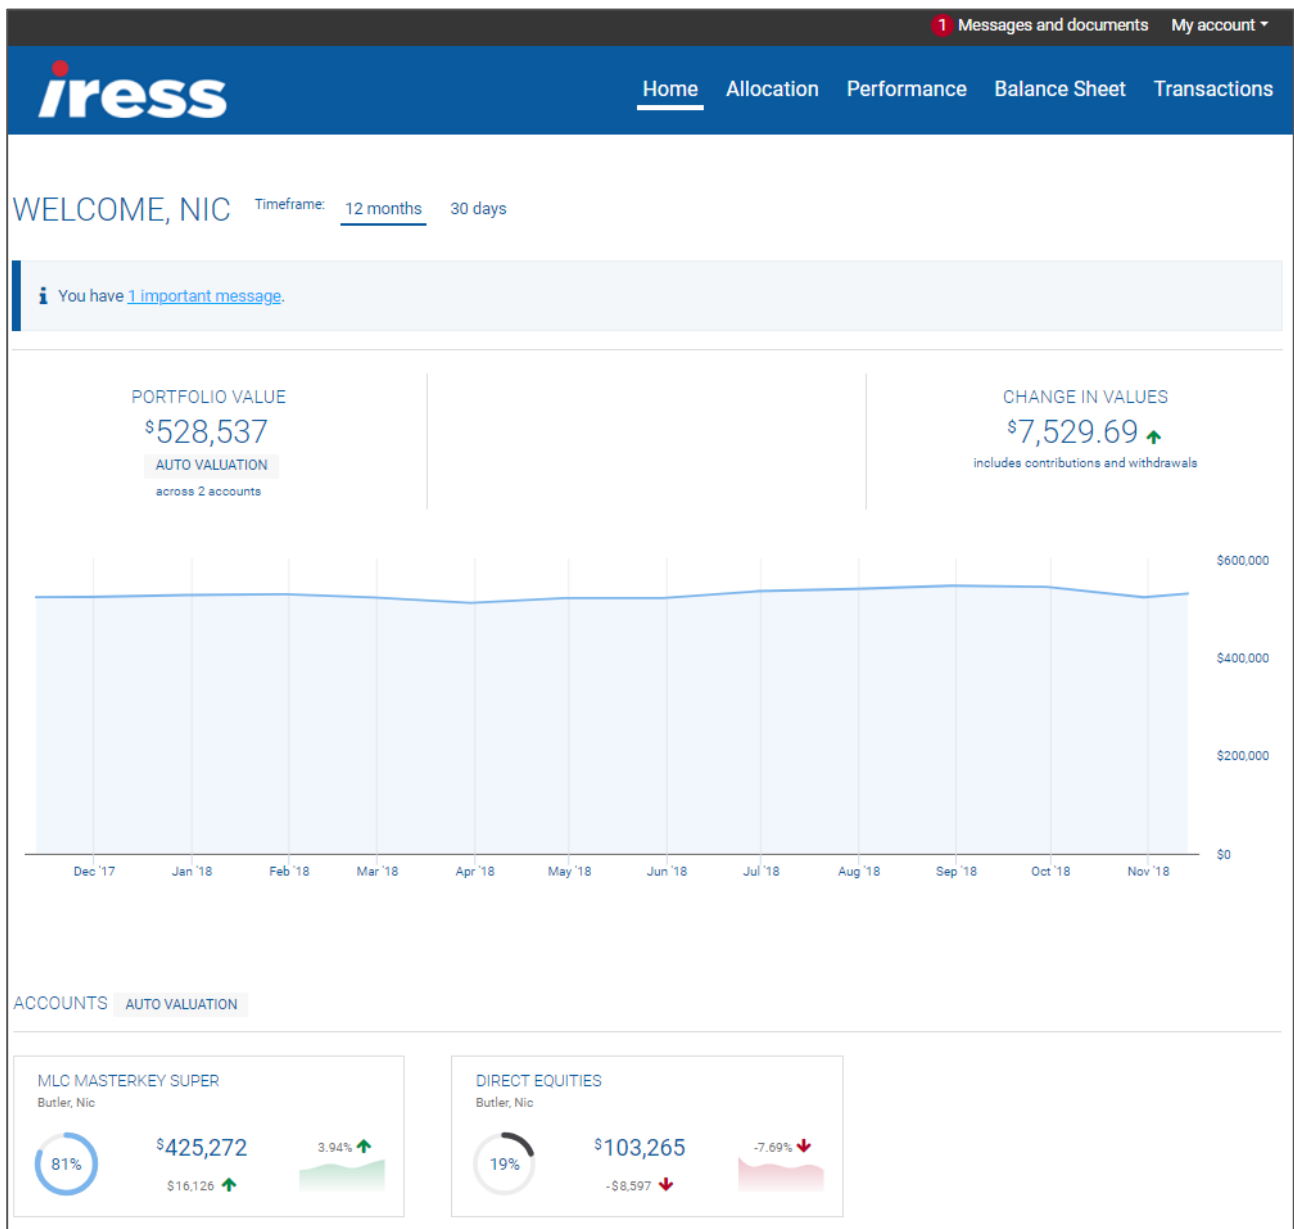 1 Messages and documents My account
iress
Home Allocation Performance Balance Sheet Transactions
WELCOME, NIC Timeframe: 12 months 30 days
i You have 1 important message.
PORTFOLIO VALUE
$528,537
AUTO VALUATION
across 2 accounts
CHANGE IN VALUES
$7,529.69
includes contributions and withdrawals
$600,000
$400,000
$200,000
$0
Dec '17 Jan '18 Feb '18 Mar '18 Apr '18 May '18 Jun '18 Jul '18 Aug '18 Sep '18 Oct '18 Nov '18
ACCOUNTS AUTO VALUATION
MLC MASTERKEY SUPER
Butler, Nic
81%
$425,272
3.94%
$16,126
DIRECT EQUITIES
Butler, Nic
19%
$103,265
-7.69%
-$8,597